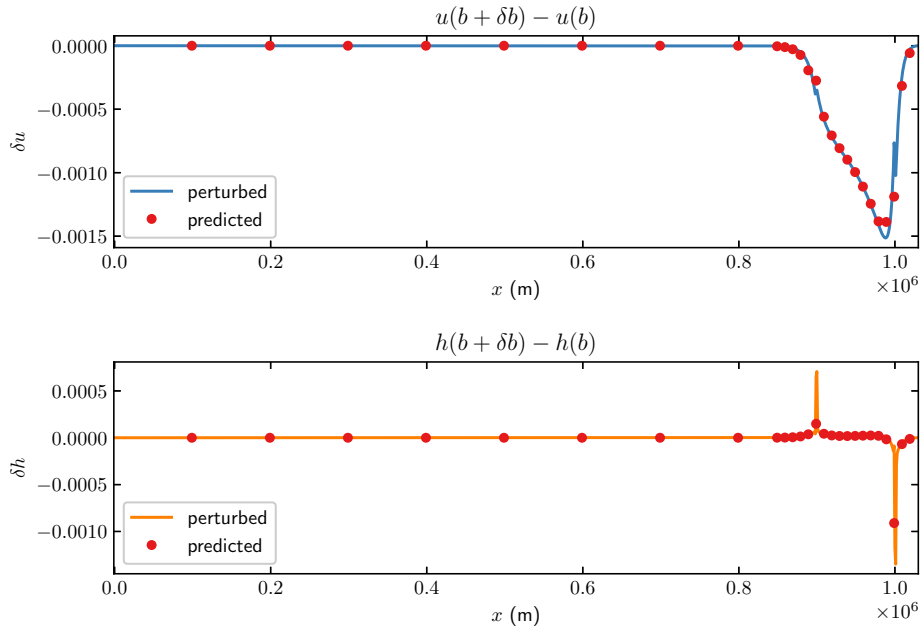 u(b + δb) − u(b)
0.0000
−0.0005
−0.0010
−0.0015
δu
perturbed
predicted
0.0 0.2 0.4 0.6 0.8 1.0
×10⁶
x (m)
h(b + δb) − h(b)
0.0005
0.0000
−0.0005
−0.0010
δh
perturbed
predicted
0.0 0.2 0.4 0.6 0.8 1.0
×10⁶
x (m)